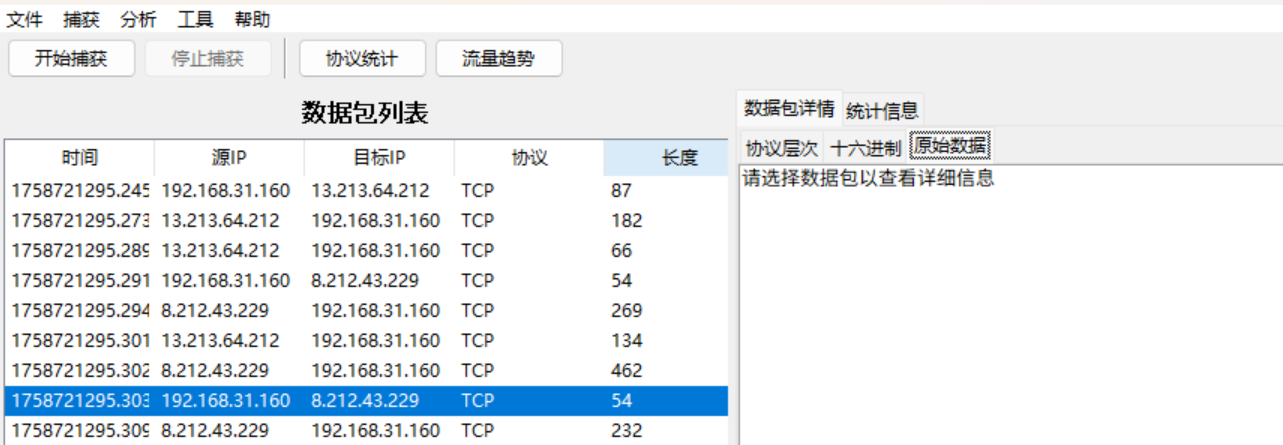 文件 捕获 分析 工具 帮助
开始捕获 停止捕获 协议统计 流量趋势
数据包列表
时间 源IP 目标IP 协议 长度
1758721295.245 192.168.31.160 13.213.64.212 TCP 87
1758721295.273 13.213.64.212 192.168.31.160 TCP 182
1758721295.289 13.213.64.212 192.168.31.160 TCP 66
1758721295.291 192.168.31.160 8.212.43.229 TCP 54
1758721295.294 8.212.43.229 192.168.31.160 TCP 269
1758721295.301 13.213.64.212 192.168.31.160 TCP 134
1758721295.302 8.212.43.229 192.168.31.160 TCP 462
1758721295.303 192.168.31.160 8.212.43.229 TCP 54
1758721295.309 8.212.43.229 192.168.31.160 TCP 232
数据包详情 统计信息
协议层次 十六进制 原始数据
请选择数据包以查看详细信息